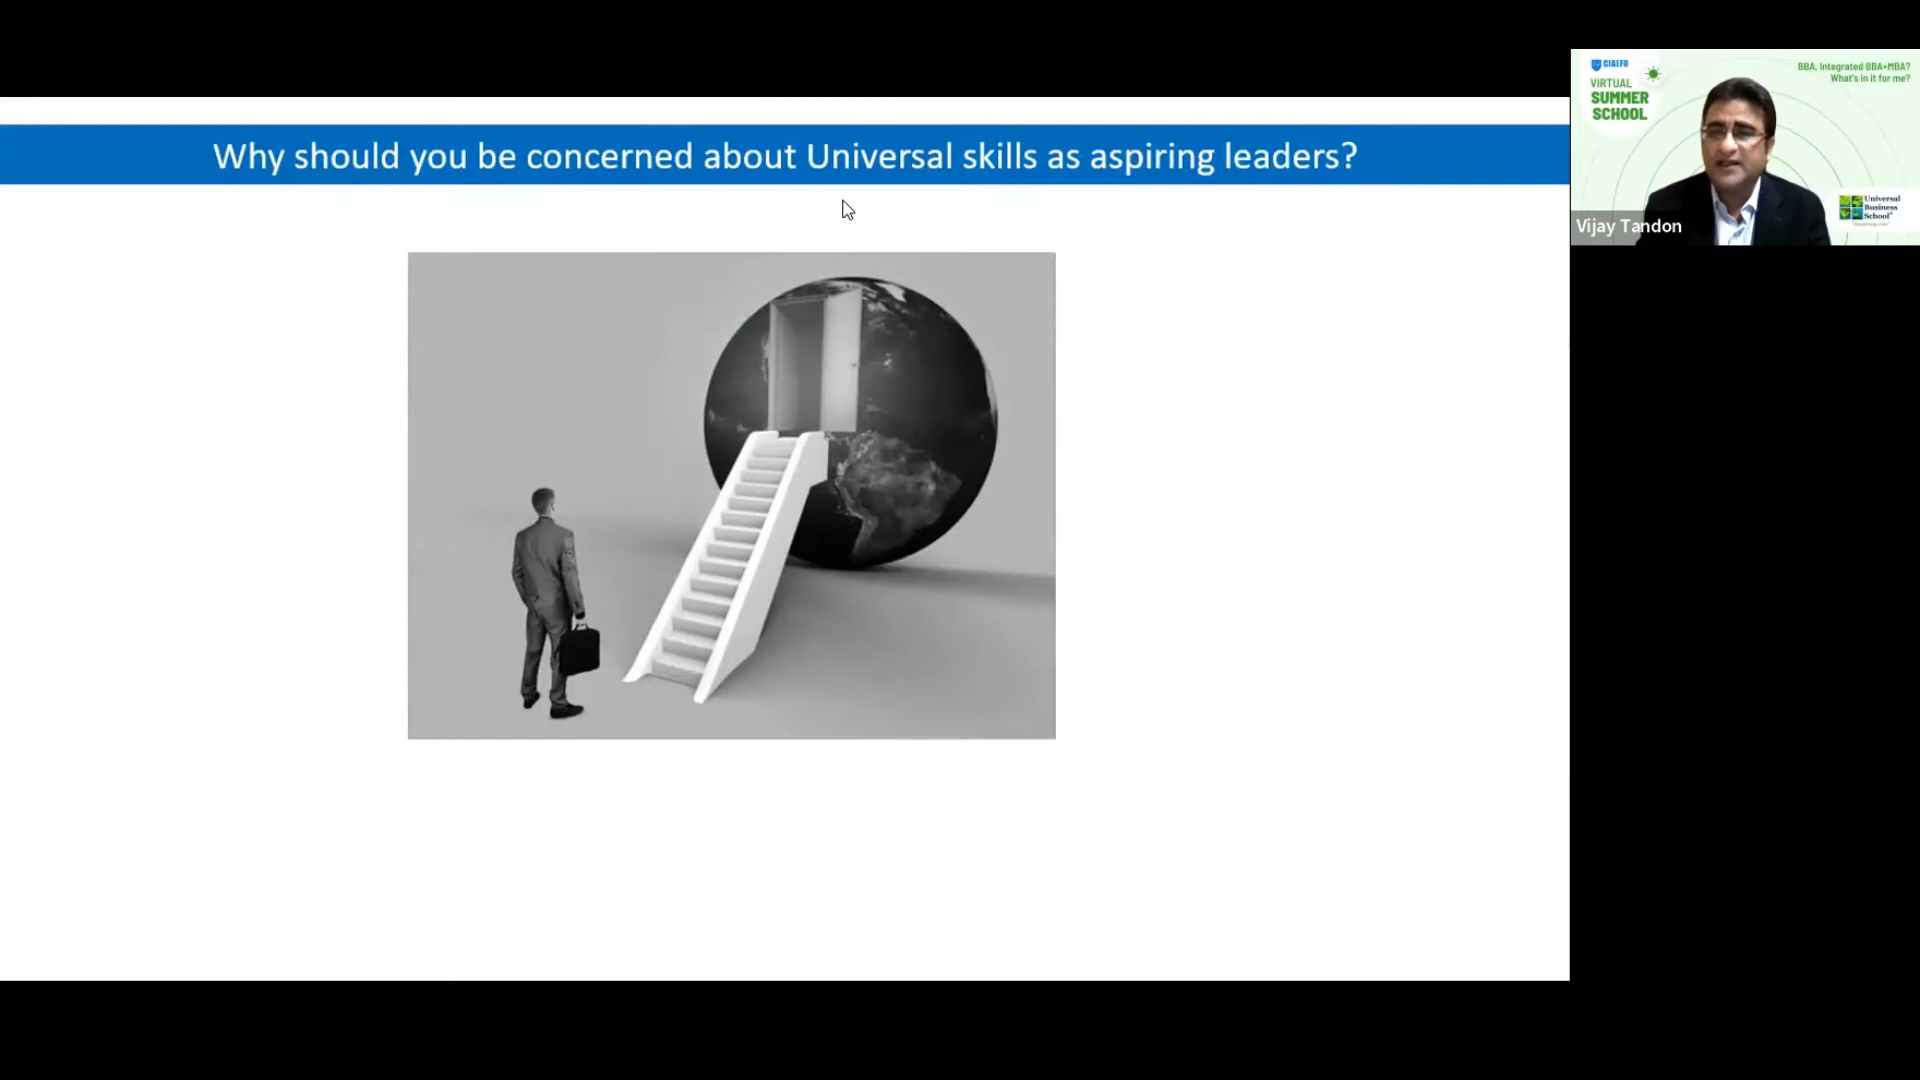 Why should you be concerned about Universal skills as aspiring leaders?
CIALFO
VIRTUAL
SUMMER
SCHOOL
BBA, Integrated BBA+MBA?
What's in it for me?
Universal
Business
School
Vijay Tandon